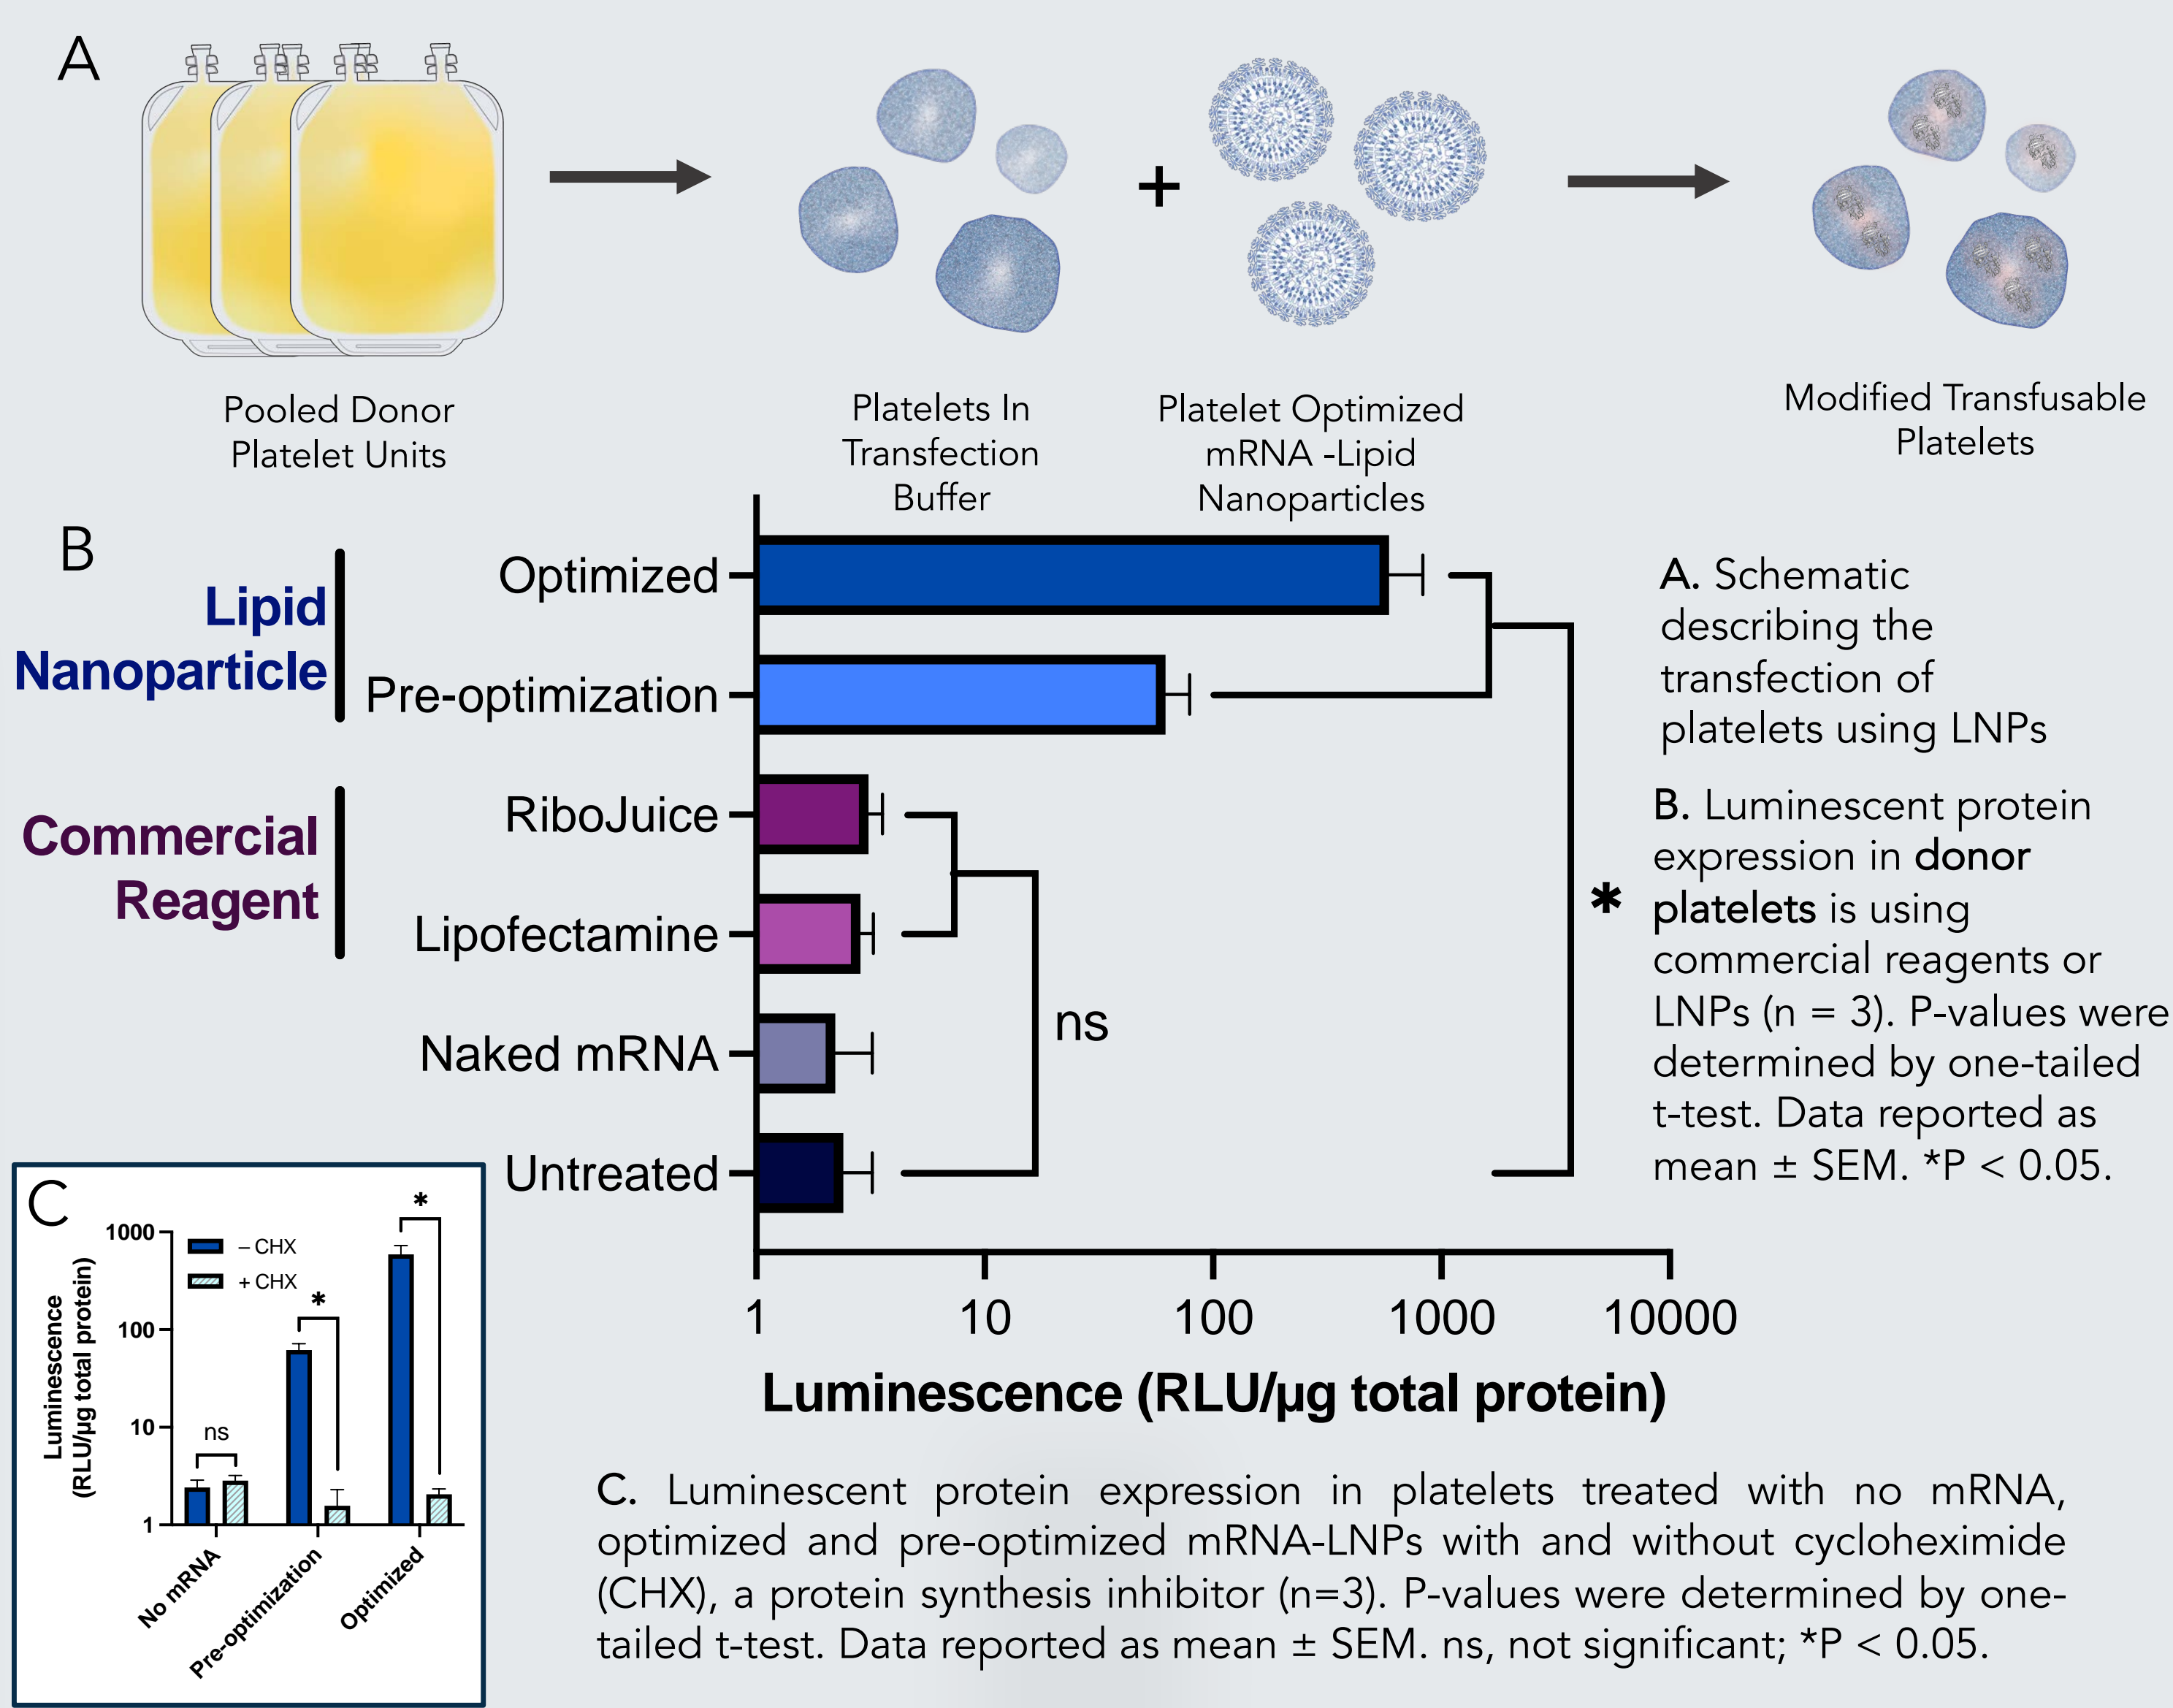 A
Pooled Donor
Platelet Units
Platelets In
Transfection
Buffer
+
Platelet Optimized
mRNA -Lipid
Nanoparticles
Modified Transfusable
Platelets
B
Lipid
Nanoparticle
Commercial
Reagent
Optimized
Pre-optimization
RiboJuice
Lipofectamine
Naked mRNA
Untreated
ns
*
1 10 100 1000 10000
Luminescence (RLU/µg total protein)
A. Schematic
describing the
transfection of
platelets using LNPs
B. Luminescent protein
expression in donor
platelets is using
commercial reagents or
LNPs (n = 3). P-values were
determined by one-tailed
t-test. Data reported as
mean ± SEM. *P < 0.05.
C
Luminescence
(RLU/µg total protein)
1000
100
10
1
– CHX
+ CHX
ns
*
*
No mRNA
Pre-optimization
Optimized
C. Luminescent protein expression in platelets treated with no mRNA,
optimized and pre-optimized mRNA-LNPs with and without cycloheximide
(CHX), a protein synthesis inhibitor (n=3). P-values were determined by one-
tailed t-test. Data reported as mean ± SEM. ns, not significant; *P < 0.05.